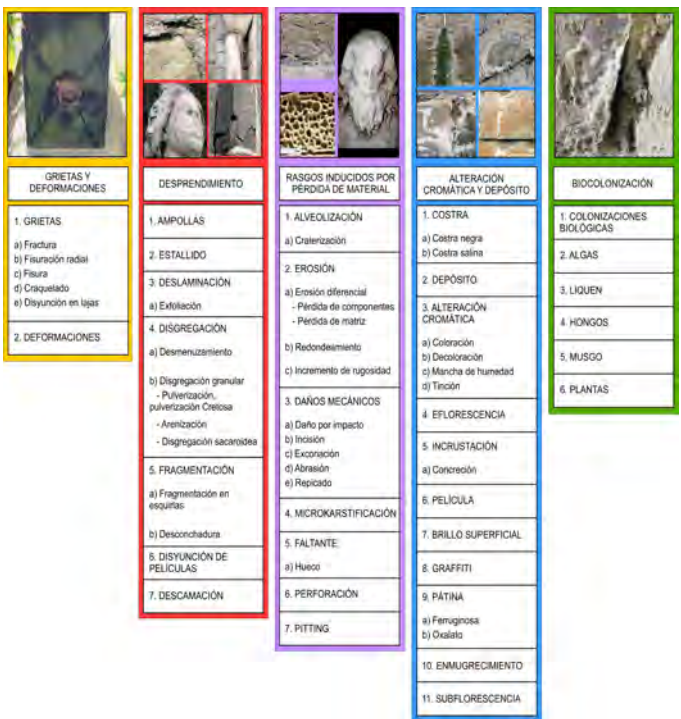 GRIETAS Y
DEFORMACIONES
1. GRIETAS
a) Fractura
b) Fisuración radial
c) Fisura
d) Craquelado
e) Disyunción en lajas
2. DEFORMACIONES
DESPRENDIMIENTO
1. AMPOLLAS
2. ESTALLIDO
3. DESLAMINACIÓN
a) Exfoliación
4. DISGREGACIÓN
a) Desmenuzamiento
b) Disgregación granular
- Pulverización,
pulverización Cretosa
- Arenización
- Disgregación sacaroidea
5. FRAGMENTACIÓN
a) Fragmentación en
esquirlas
b) Desconchadura
6. DISYUNCIÓN DE
PELÍCULAS
7. DESCAMACIÓN
RASGOS INDUCIDOS POR
PÉRDIDA DE MATERIAL
1. ALVEOLIZACIÓN
a) Craterización
2. EROSIÓN
a) Erosión diferencial
- Pérdida de componentes
- Pérdida de matriz
b) Redondeamiento
c) Incremento de rugosidad
3. DAÑOS MECÁNICOS
a) Daño por impacto
b) Incisión
c) Exconación
d) Abrasión
e) Repicado
4. MICROKARSTIFICACIÓN
5. FALTANTE
a) Hueco
6. PERFORACIÓN
7. PITTING
ALTERACIÓN
CROMÁTICA Y DEPÓSITO
1. COSTRA
a) Costra negra
b) Costra salina
2. DEPÓSITO
3. ALTERACIÓN
CROMÁTICA
a) Coloración
b) Decoloración
c) Mancha de humedad
d) Tinción
4 EFLORESCENCIA
5 INCRUSTACIÓN
a) Concreción
6. PELÍCULA
7. BRILLO SUPERFICIAL
8. GRAFFITI
9. PÁTINA
a) Ferruginosa
b) Oxalato
10. ENMUGRECIMIENTO
11. SUBFLORESCENCIA
BIOCOLONIZACIÓN
1. COLONIZACIONES
BIOLÓGICAS
2. ALGAS
3. LIQUEN
4. HONGOS
5. MUSGO
6. PLANTAS